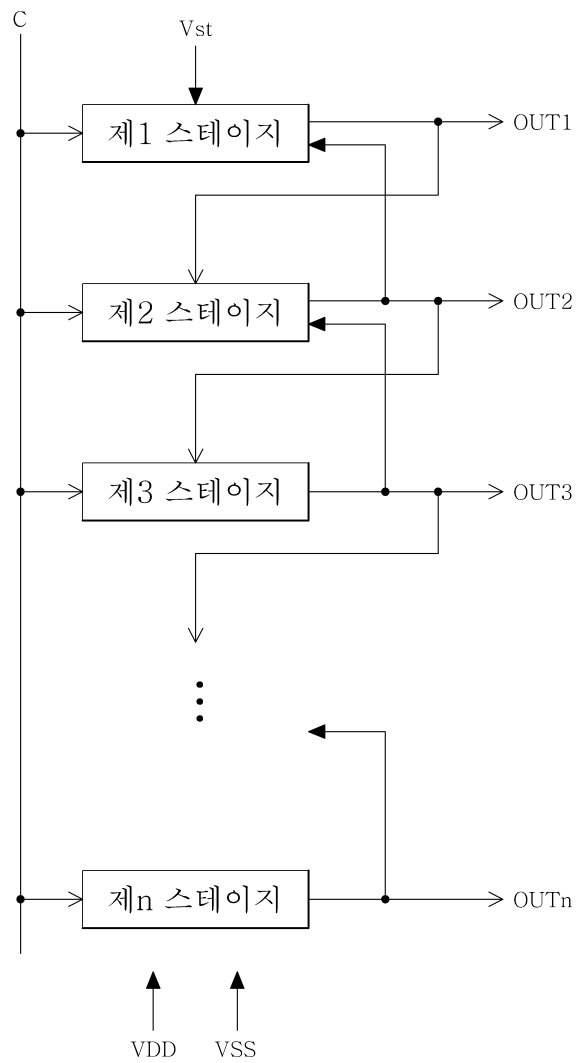 C
Vst
제1 스테이지
OUT1
제2 스테이지
OUT2
제3 스테이지
OUT3
제n 스테이지
OUTn
VDD
VSS